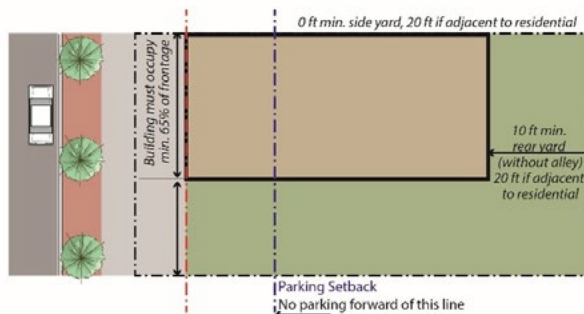 0 ft min. side yard, 20 ft if adjacent to residential
Building must occupy
min. 65% of frontage
10 ft min.
rear yard
(without alley)
20 ft if adjacent
to residential
Parking Setback
No parking forward of this line